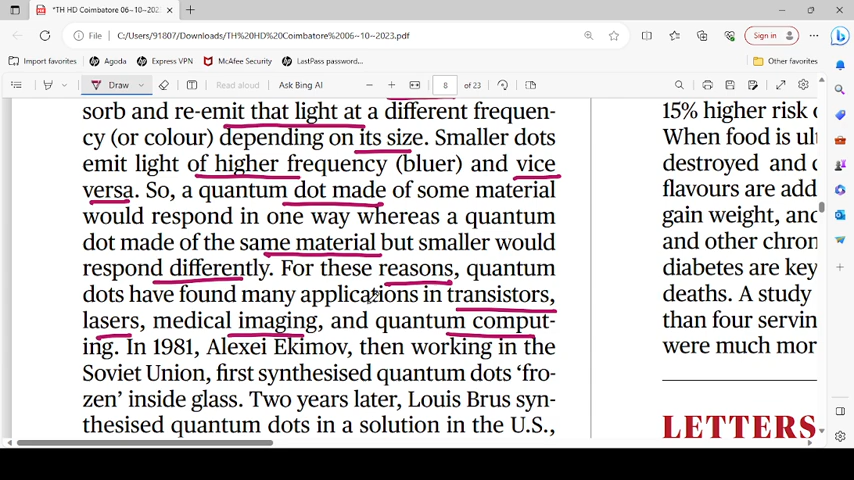 *TH HD Coimbatore 06~10~202
File
C:/Users/91807/Downloads/TH%20HD%20Coimbatore%2006~10~2023.pdf
Sign in
Import favorites
Agoda
Express VPN
McAfee Security
LastPass password...
Other favorites
Draw
Read aloud
Ask Bing AI
8 of 23
sorb and re-emit that light at a different frequen-
cy (or colour) depending on its size. Smaller dots
emit light of higher frequency (bluer) and vice
versa. So, a quantum dot made of some material
would respond in one way whereas a quantum
dot made of the same material but smaller would
respond differently. For these reasons, quantum
dots have found many applications in transistors,
lasers, medical imaging, and quantum comput-
ing. In 1981, Alexei Ekimov, then working in the
Soviet Union, first synthesised quantum dots ‘fro-
zen’ inside glass. Two years later, Louis Brus syn-
thesised quantum dots in a solution in the U.S.,
15% higher risk
When food is ul
destroyed and
flavours are add
gain weight, and
and other chron
diabetes are key
deaths. A study
than four servin
were much mor
LETTERS